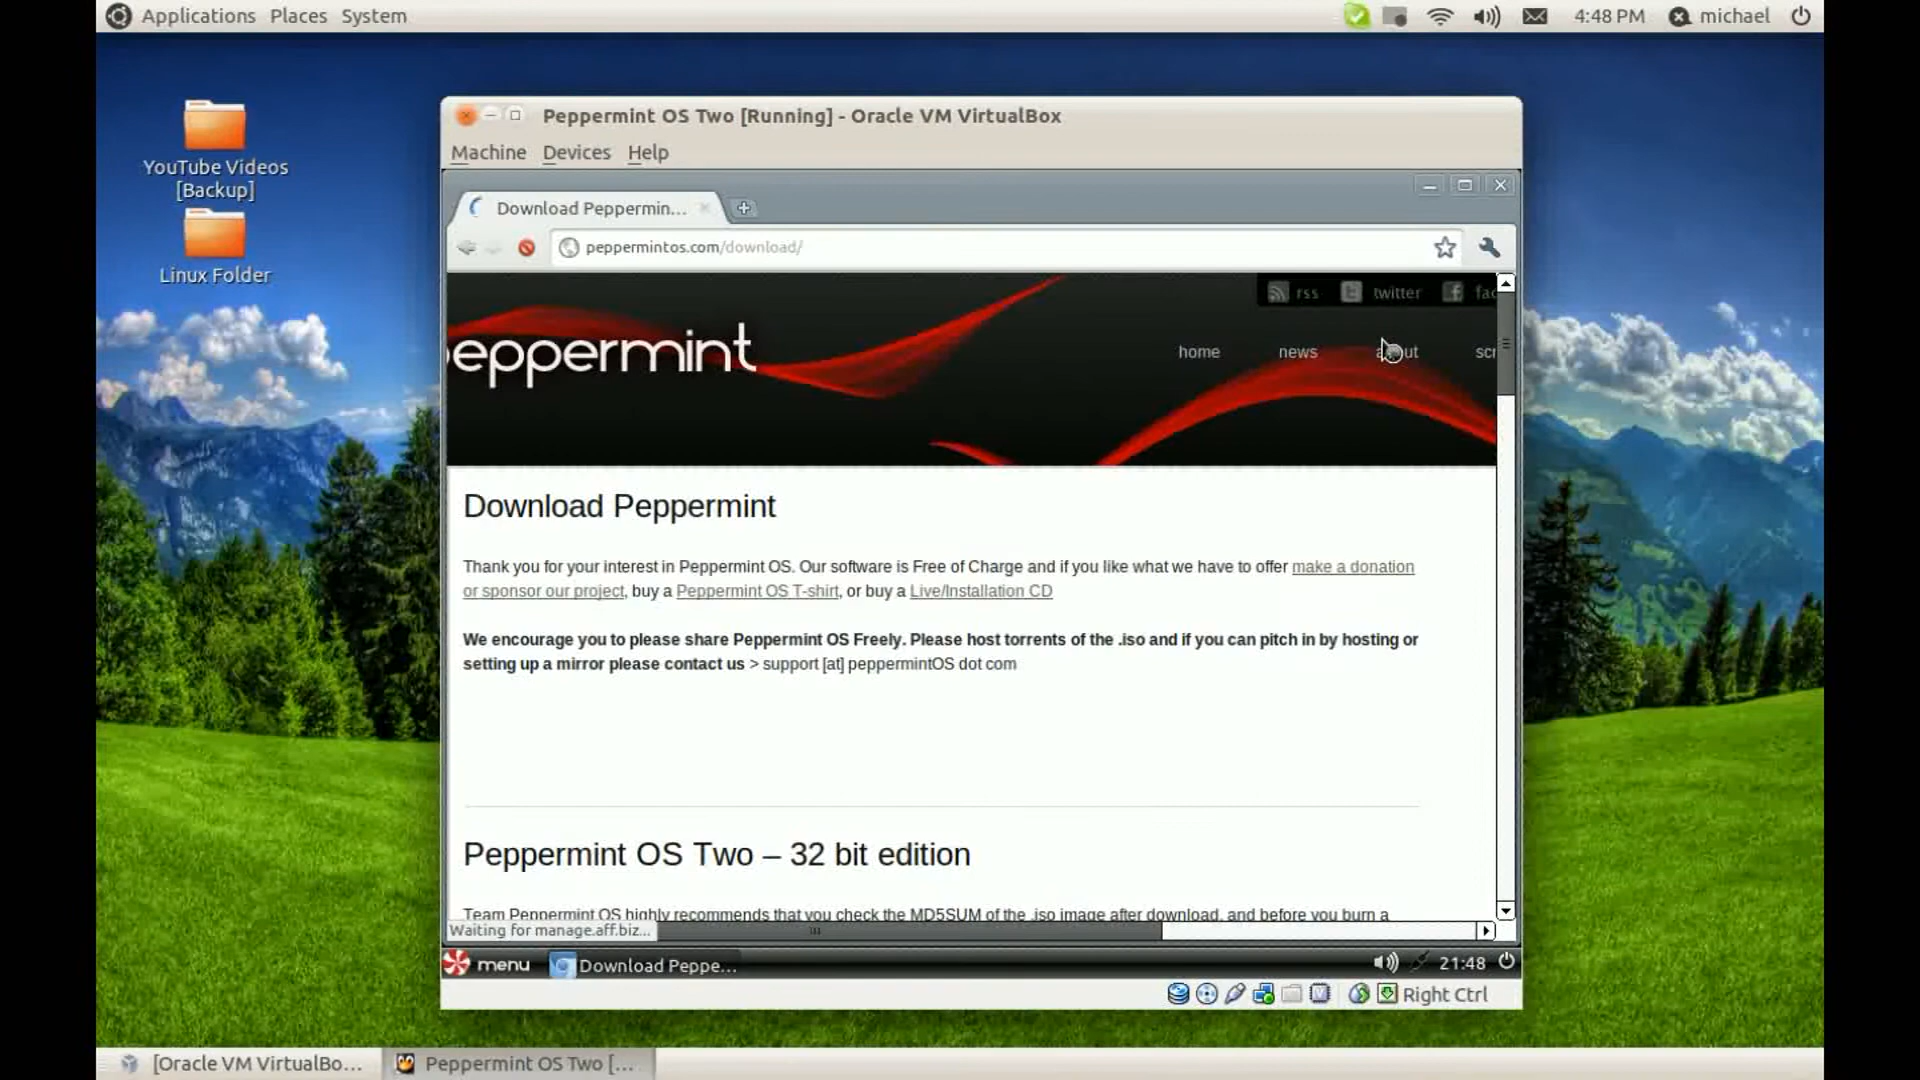 Applications Places System
4:48 PM michael
YouTube Videos
[Backup]
Linux Folder
Peppermint OS Two [Running] - Oracle VM VirtualBox
Machine Devices Help
Download Peppermin...
peppermintos.com/download/
rss twitter fac
peppermint
home news about scr
Download Peppermint
Thank you for your interest in Peppermint OS. Our software is Free of Charge and if you like what we have to offer make a donation
or sponsor our project, buy a Peppermint OS T-shirt, or buy a Live/Installation CD
We encourage you to please share Peppermint OS Freely. Please host torrents of the .iso and if you can pitch in by hosting or
setting up a mirror please contact us > support [at] peppermintOS dot com
Peppermint OS Two – 32 bit edition
Team Peppermint OS highly recommends that you check the MD5SUM of the .iso image after download, and before you burn a
Waiting for manage.aff.biz...
menu Download Peppe... 21:48
Right Ctrl
[Oracle VM VirtualBo... Peppermint OS Two [...